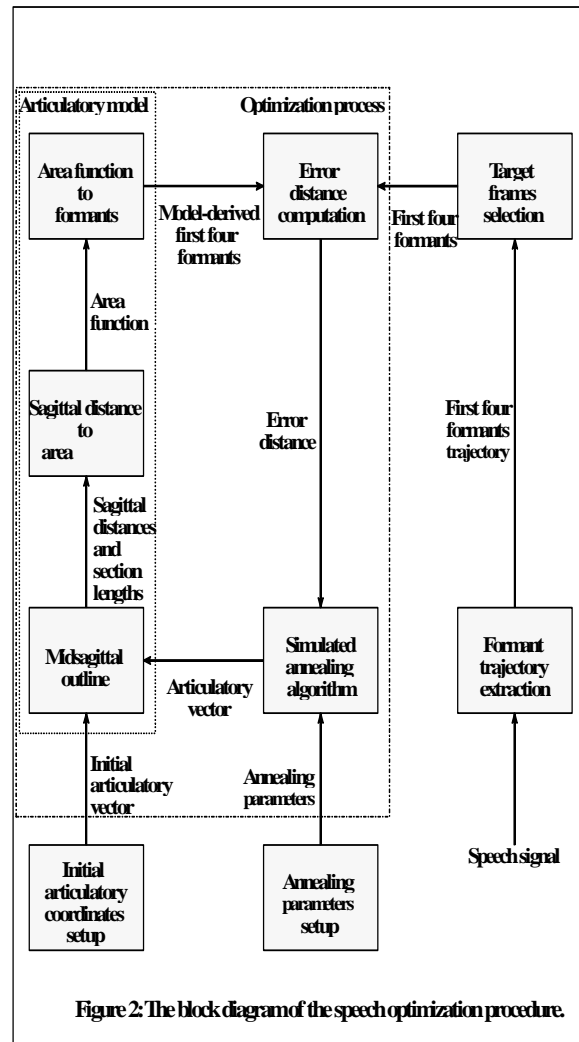 Articulatory model
Optimization process
Area function
to
formants
Error
distance
computation
Target
frames
selection
Model-derived
first four
formants
First four
formants
Area
function
Sagittal distance
to
area
Error
distance
First four
formants
trajectory
Sagittal
distances
and
section
lengths
Midsagittal
outline
Simulated
annealing
algorithm
Formant
trajectory
extraction
Articulatory
vector
Initial
articulatory
vector
Annealing
parameters
Speech signal
Initial
articulatory
coordinates
setup
Annealing
parameters
setup
Figure 2: The block diagram of the speech optimization procedure.